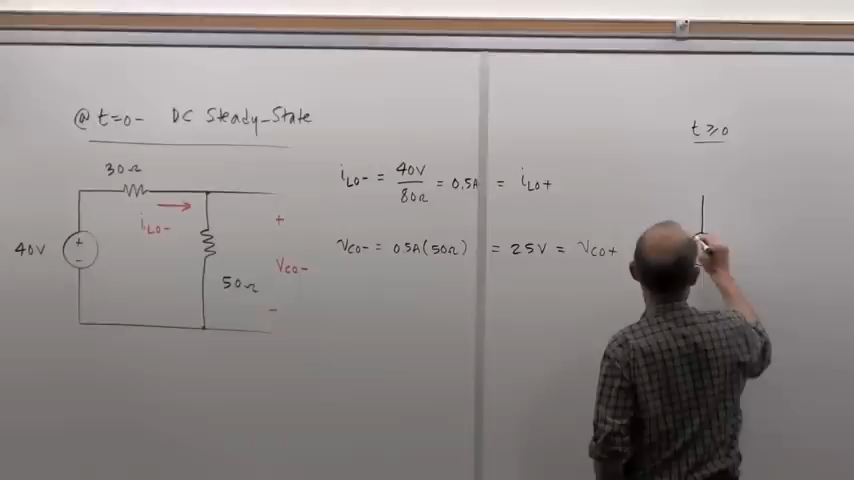 @ t=0- DC Steady-State
30Ω
iL0-
40V
+
-
50Ω
+
VC0-
-
iL0- = 40V/80Ω = 0.5A = iL0+
VC0- = 0.5A(50Ω) = 25V = VC0+
t ≥ 0